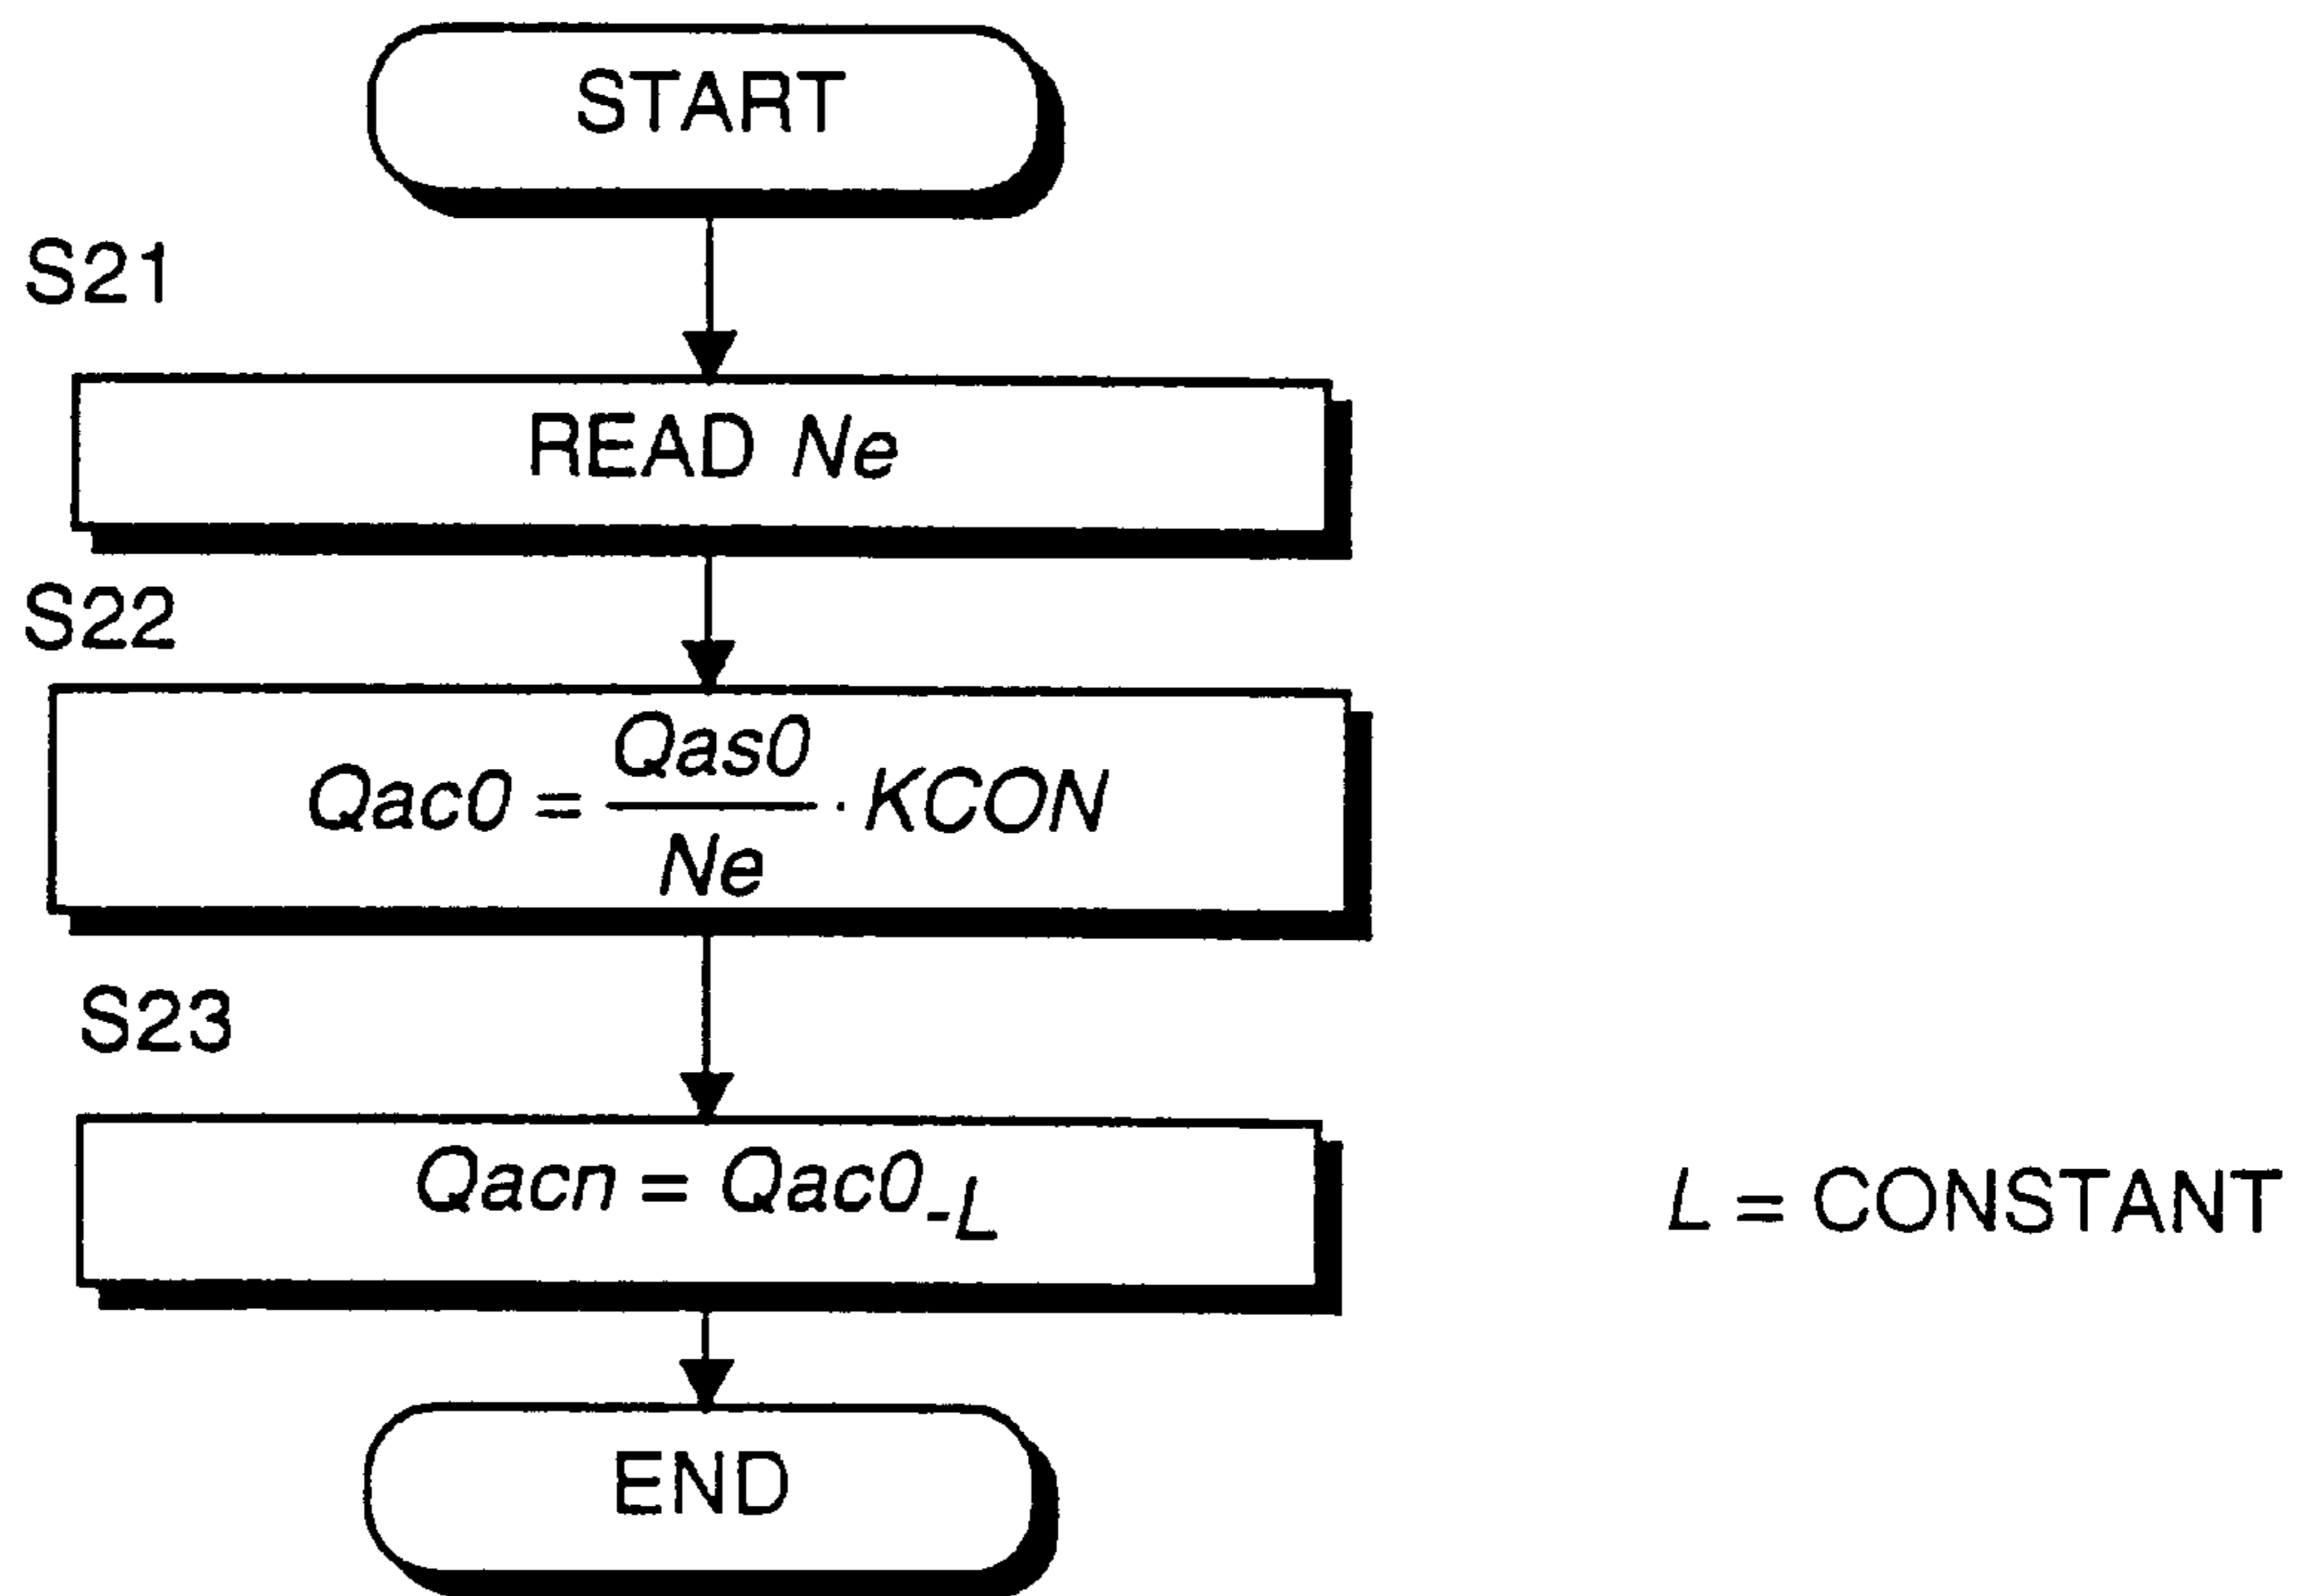 START
S21
READ Ne
S22
Qac0 = Qas0 / Ne · KCON
S23
Qacn = Qac0-L
L = CONSTANT
END